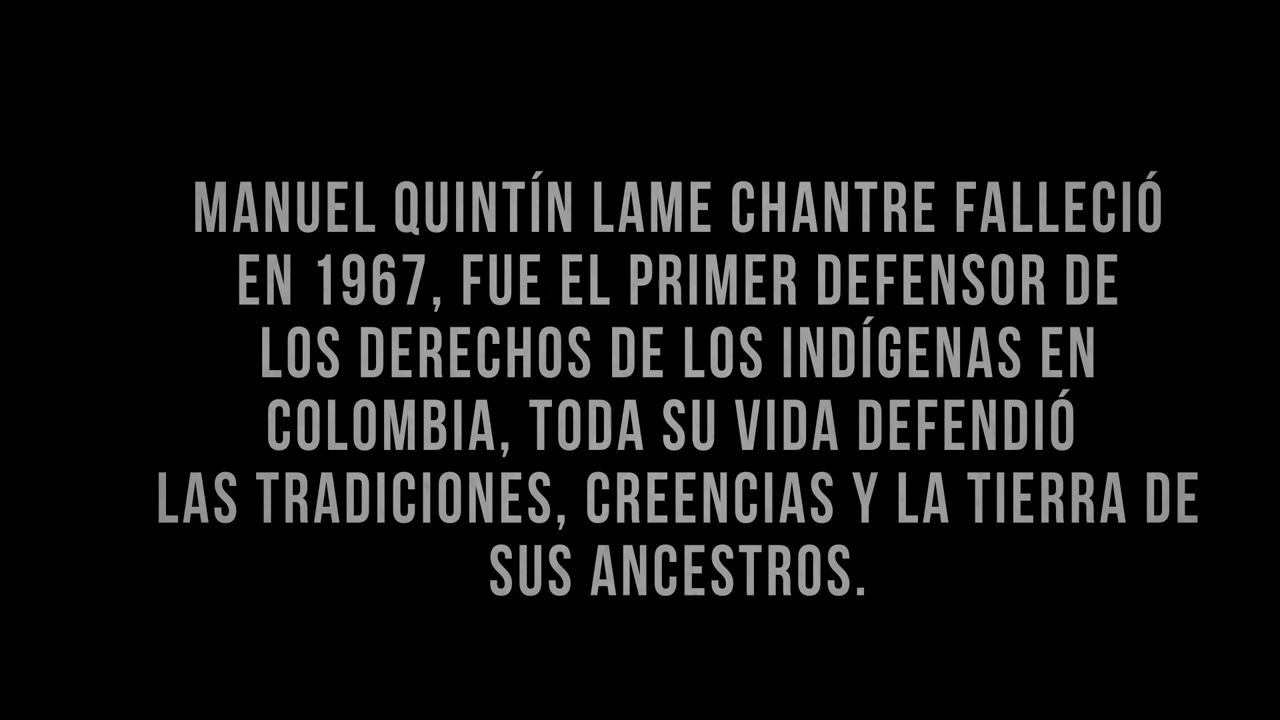 MANUEL QUINTÍN LAME CHANTRE FALLECIÓ
EN 1967, FUE EL PRIMER DEFENSOR DE
LOS DERECHOS DE LOS INDÍGENAS EN
COLOMBIA, TODA SU VIDA DEFENDIÓ
LAS TRADICIONES, CREENCIAS Y LA TIERRA DE
SUS ANCESTROS.